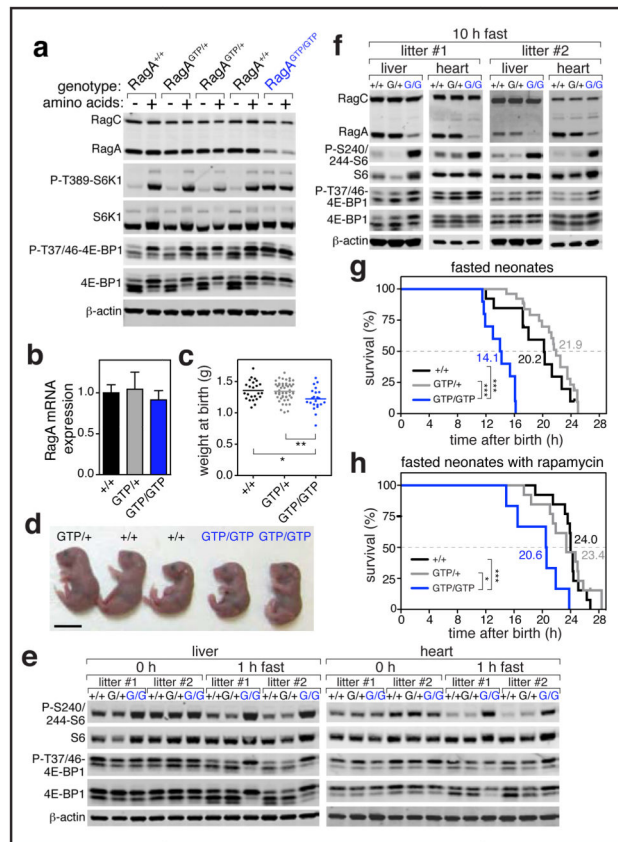 a
RagA+/+ RagAGTP/+ RagAGTP/+ RagA+/+ RagAGTP/GTP
genotype:
amino acids: - + - + - + - + - +
RagC
RagA
P-T389-S6K1
S6K1
P-T37/46-4E-BP1
4E-BP1
β-actin
b
RagA mRNA
expression
1.0
0.5
0.0
+/+
GTP/+
GTP/GTP
c
weight at birth (g)
1.5
1.0
0.5
0
**
*
+/+
GTP/+
GTP/GTP
d
GTP/+ +/+ +/+ GTP/GTP GTP/GTP
e
liver heart
0 h 1 h fast 0 h 1 h fast
litter #1 litter #2 litter #1 litter #2 litter #1 litter #2 litter #1 litter #2
+/+ G/+ G/G +/+ G/+ G/G +/+ G/+ G/G +/+ G/+ G/G +/+ G/+ G/G +/+ G/+ G/G +/+ G/+ G/G +/+ G/+ G/G
P-S240/
244-S6
S6
P-T37/46-
4E-BP1
4E-BP1
β-actin
f
10 h fast
litter #1 litter #2
liver heart liver heart
+/+ G/+ G/G +/+ G/+ G/G +/+ G/+ G/G +/+ G/+ G/G
RagC
RagA
P-S240/
244-S6
S6
P-T37/46-
4E-BP1
4E-BP1
β-actin
g
fasted neonates
survival (%)
100
75
50
25
0
21.9
14.1
20.2
+/+
GTP/+
GTP/GTP
***
***
0 4 8 12 16 20 24 28
time after birth (h)
h
fasted neonates with rapamycin
survival (%)
100
75
50
25
0
24.0
20.6
23.4
+/+
GTP/+
GTP/GTP
*
***
0 4 8 12 16 20 24 28
time after birth (h)